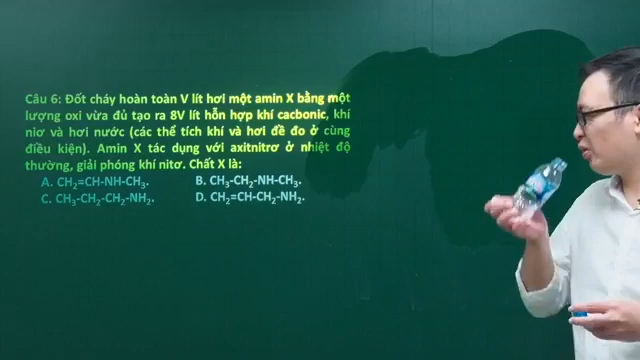 Câu 6: Đốt cháy hoàn toàn V lít hơi một amin X bằng một
lượng oxi vừa đủ tạo ra 8V lít hỗn hợp khí cacbonic, khí
niơ và hơi nước (các thể tích khí và hơi đề đo ở cùng
điều kiện). Amin X tác dụng với axitnitrơ ở nhiệt độ
thường, giải phóng khí nitơ. Chất X là:
A. CH₂=CH-NH-CH₃. B. CH₃-CH₂-NH-CH₃.
C. CH₃-CH₂-CH₂-NH₂. D. CH₂=CH-CH₂-NH₂.